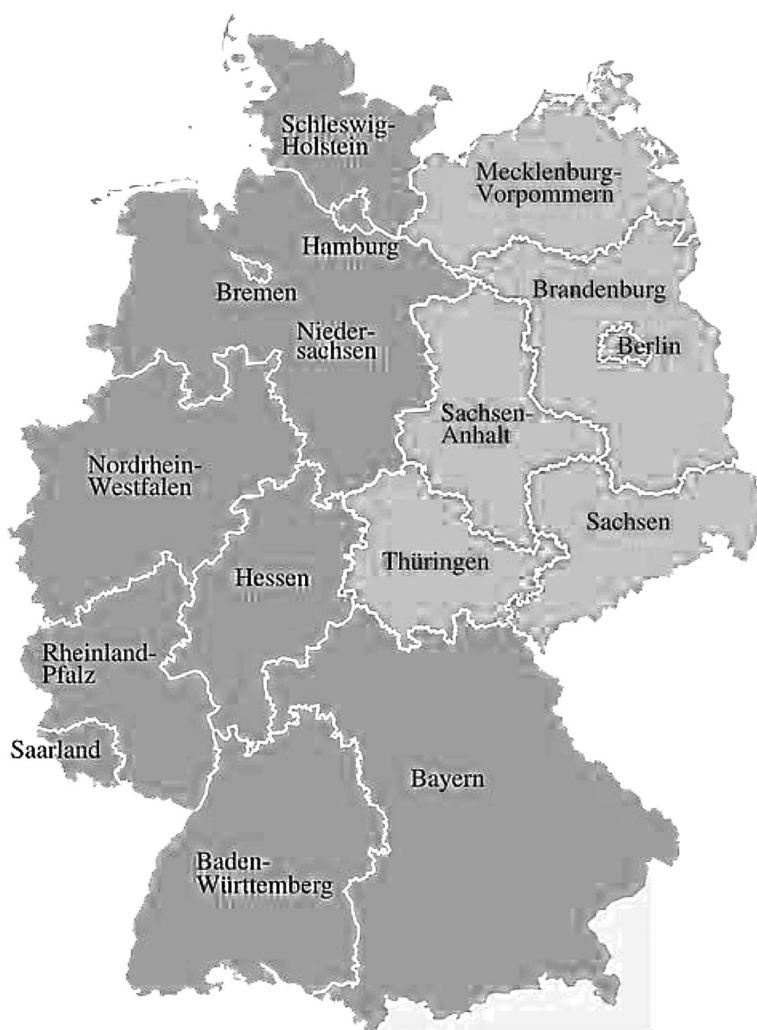 Schleswig-
Holstein
Mecklenburg-
Vorpommern
Hamburg
Bremen
Brandenburg
Nieder-
sachsen
Berlin
Sachsen-
Anhalt
Nordrhein-
Westfalen
Sachsen
Thüringen
Hessen
Rheinland-
Pfalz
Saarland
Bayern
Baden-
Württemberg